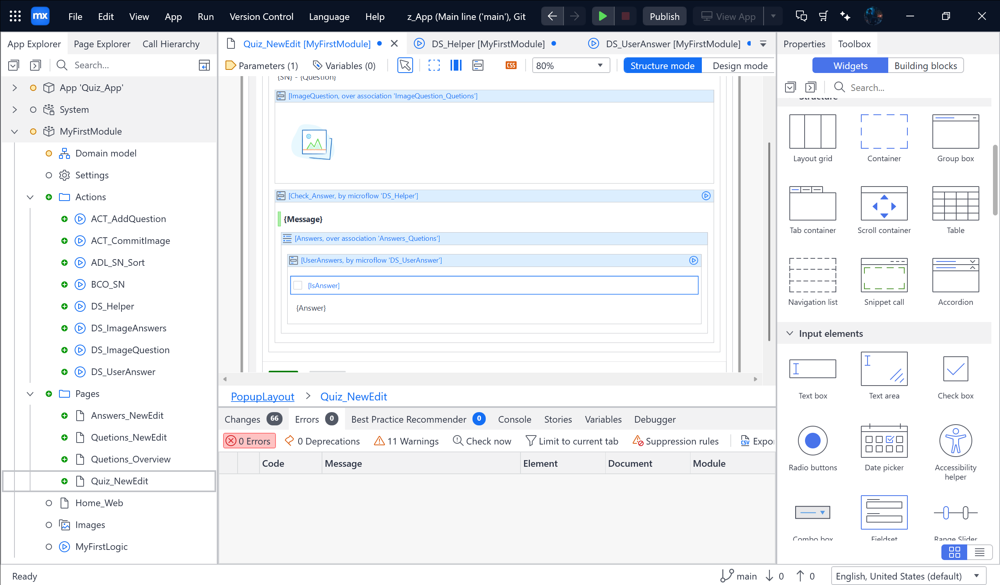 mx File Edit View App Run Version Control Language Help z_App (Main line ('main'), Git Publish View App
App Explorer Page Explorer Call Hierarchy
Search...
App 'Quiz_App'
System
MyFirstModule
Domain model
Settings
Actions
ACT_AddQuestion
ACT_CommitImage
ADL_SN_Sort
BCO_SN
DS_Helper
DS_ImageAnswers
DS_ImageQuestion
DS_UserAnswer
Pages
Answers_NewEdit
Quetions_NewEdit
Quetions_Overview
Quiz_NewEdit
Home_Web
Images
MyFirstLogic
Quiz_NewEdit [MyFirstModule] DS_Helper [MyFirstModule] DS_UserAnswer [MyFirstModule]
Parameters (1) Variables (0) CSS 80% Structure mode Design mode
{SN} - {Question}
[ImageQuestion, over association 'ImageQuestion_Quetions']
[Check_Answer, by microflow 'DS_Helper']
{Message}
[Answers, over association 'Answers_Quetions']
[UserAnswers, by microflow 'DS_UserAnswer']
[IsAnswer]
{Answer}
PopupLayout > Quiz_NewEdit
Changes 66 Errors 0 Best Practice Recommender 0 Console Stories Variables Debugger
0 Errors 0 Deprecations 11 Warnings Check now Limit to current tab Suppression rules CSV Expor
Code Message Element Document Module
Properties Toolbox
Widgets Building blocks
Search...
Structure
Layout grid Container Group box
Tab container Scroll container Table
Navigation list Snippet call Accordion
Input elements
Text box Text area Check box
Radio buttons Date picker Accessibility helper
Combo box Fieldset Range Slider
Ready main 0 0 English, United States (default)